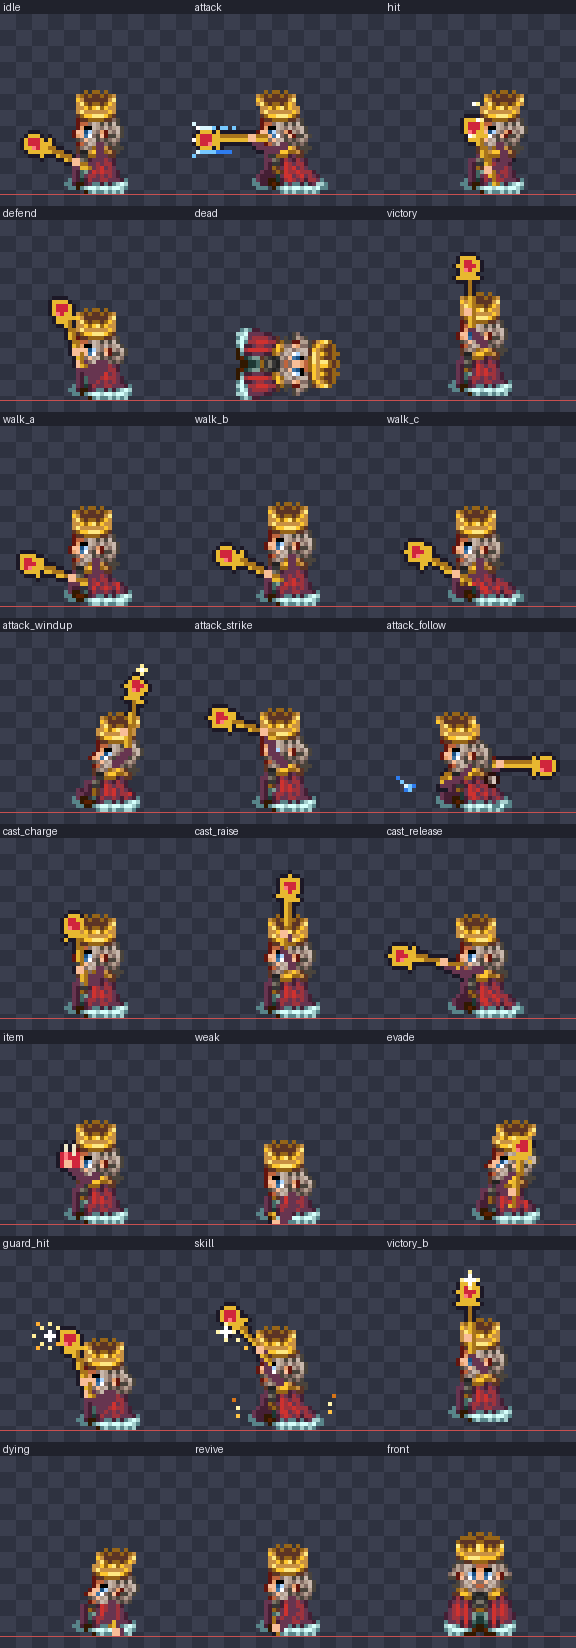 idle attack hit
defend dead victory
walk_a walk_b walk_c
attack_windup attack_strike attack_follow
cast_charge cast_raise cast_release
item weak evade
guard_hit skill victory_b
dying revive front